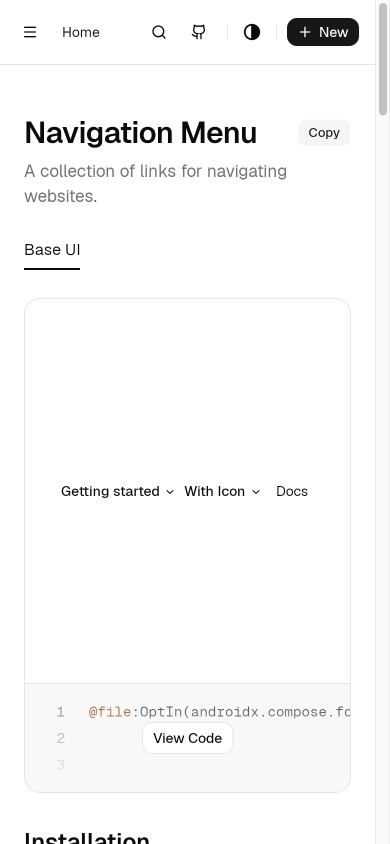 Home
New
Navigation Menu
Copy
A collection of links for navigating
websites.
Base UI
Getting started
With Icon
Docs
1 @file:OptIn(androidx.compose.fo
2
View Code
3
Installation